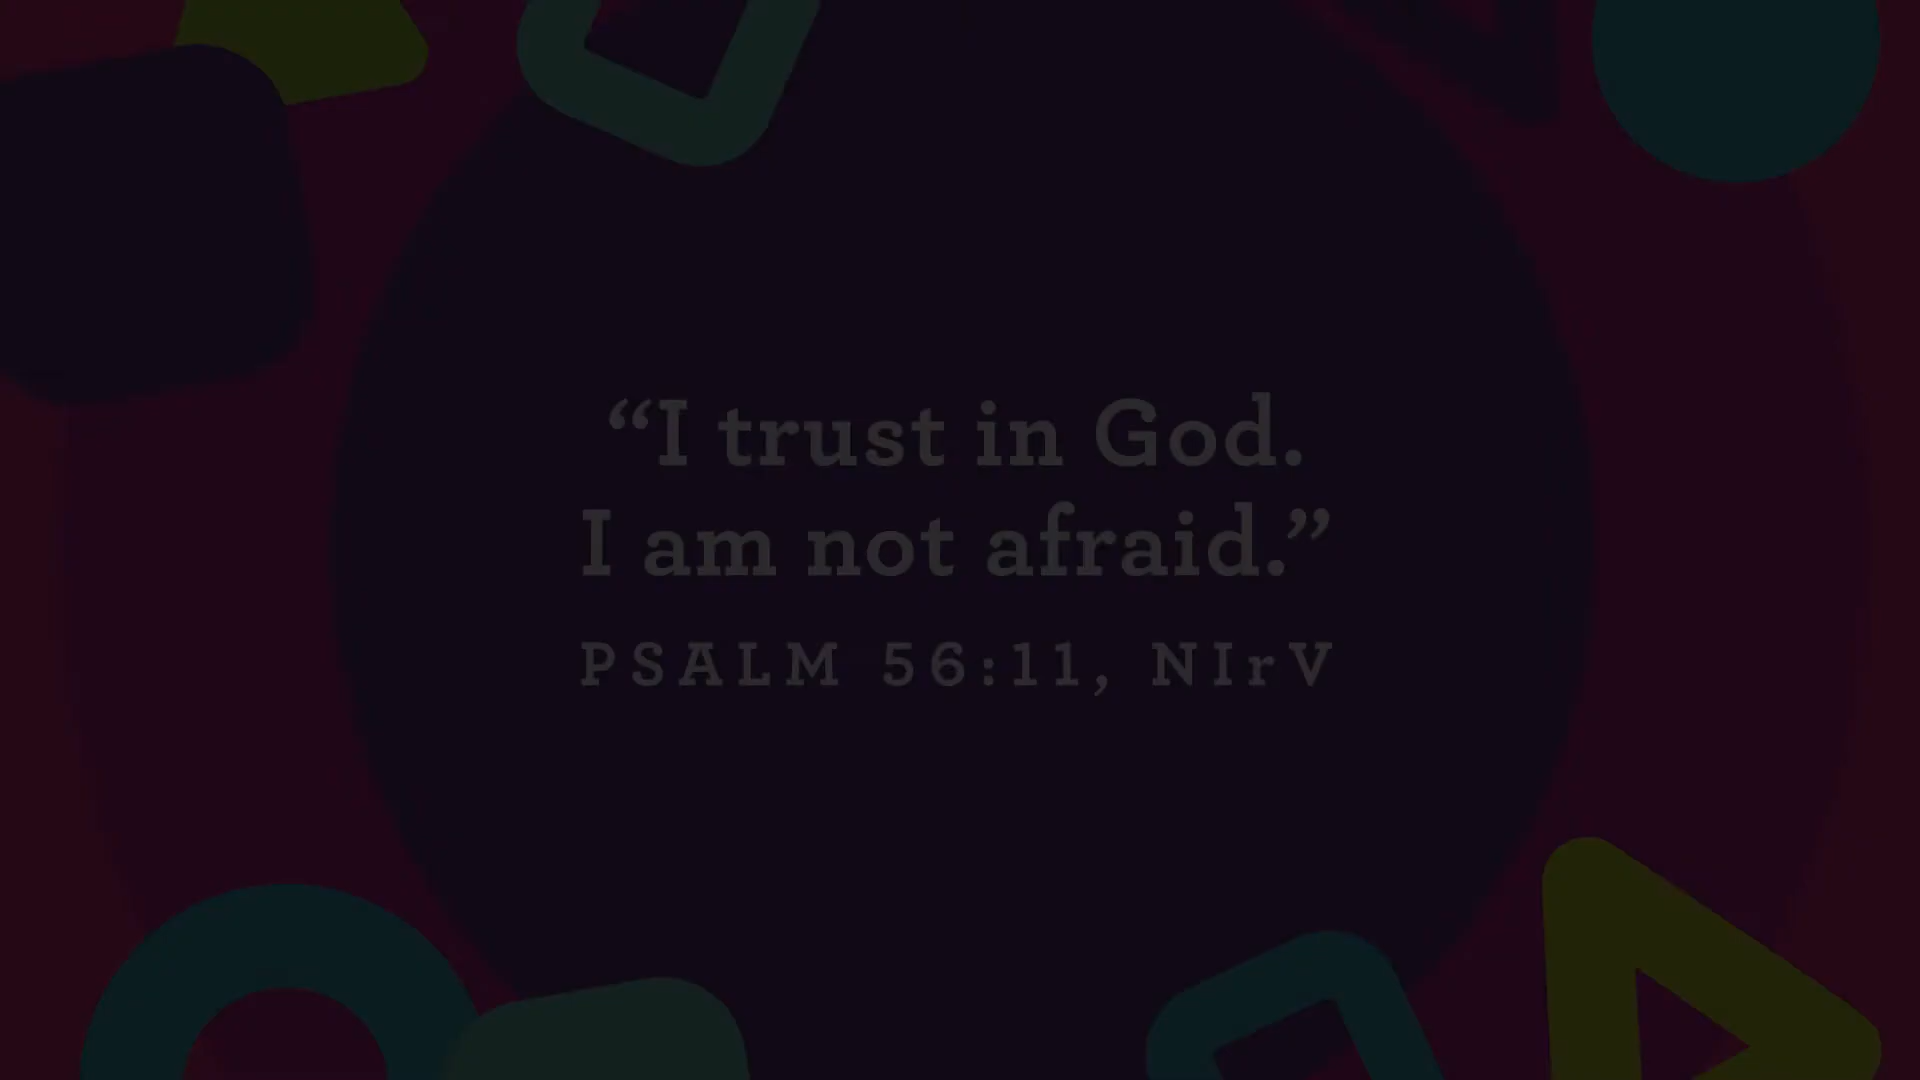 “I trust in God.
I am not afraid.”
PSALM 56:11, NIrV